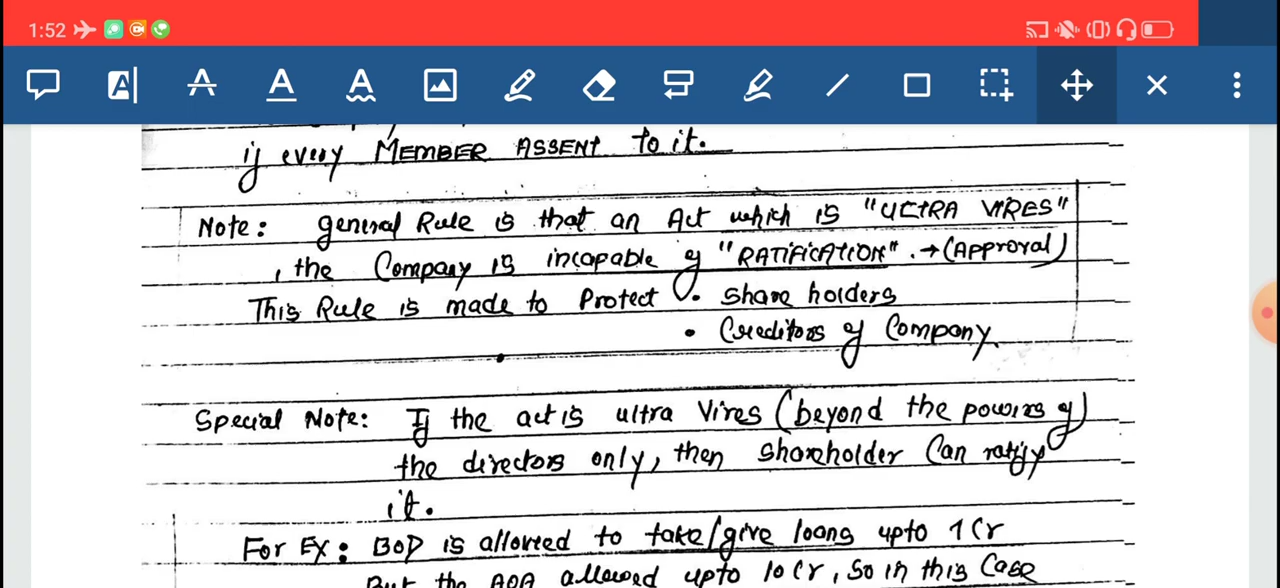 1:52
if every MEMBER ASSENT to it.
Note: general Rule is that an Act which is "ULTRA VIRES"
, the Company is incapable of "RATIFICATION". → (Approval)
This Rule is made to Protect • Share holders
• Creditors of Company.
Special Note: If the act is ultra Vires (beyond the powers of)
the directors only, then shareholder Can ratify
it.
For EX: BOD is allowed to take/give loans upto 1 Cr
But the AOA allowed upto 10 Cr, So in this Case